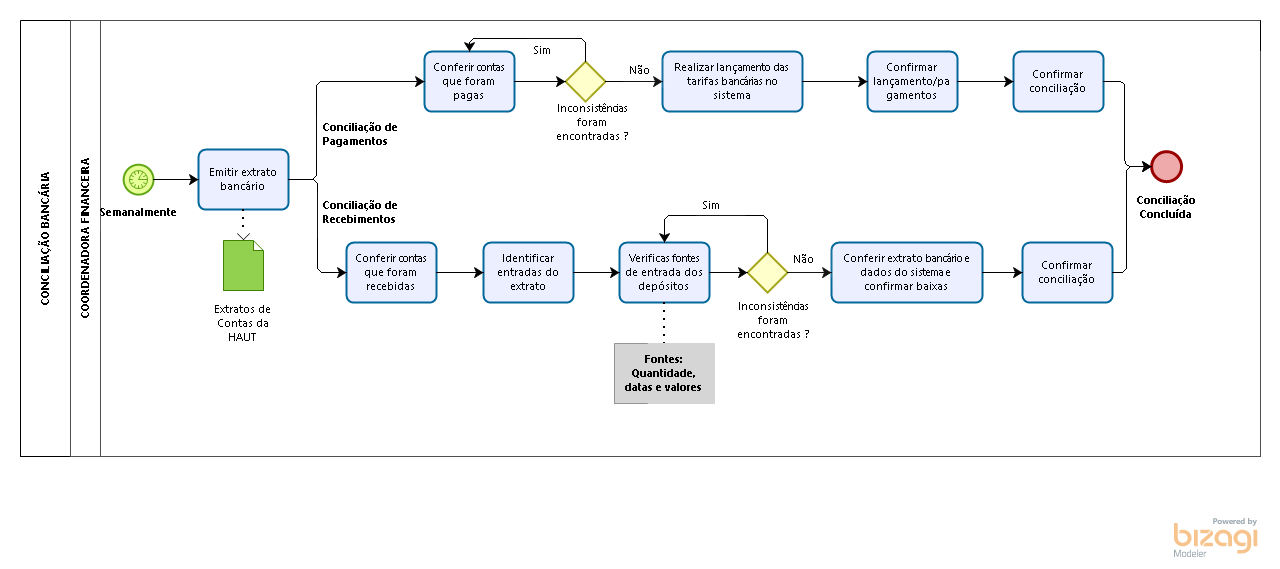 CONCILIAÇÃO BANCÁRIA
COORDENADORA FINANCEIRA
Semanalmente
Emitir extrato
bancário
Extratos de
Contas da
HAUT
Conciliação de
Pagamentos
Conferir contas
que foram
pagas
Sim
Inconsistências
foram
encontradas ?
Não
Realizar lançamento das
tarifas bancárias no
sistema
Confirmar
lançamento/pa
gamentos
Confirmar
conciliação
Conciliação de
Recebimentos
Conferir contas
que foram
recebidas
Identificar
entradas do
extrato
Verificas fontes
de entrada dos
depósitos
Fontes:
Quantidade,
datas e valores
Sim
Inconsistências
foram
encontradas ?
Não
Conferir extrato bancário e
dados do sistema e
confirmar baixas
Confirmar
conciliação
Conciliação
Concluída
Powered by
bizagi
Modeler